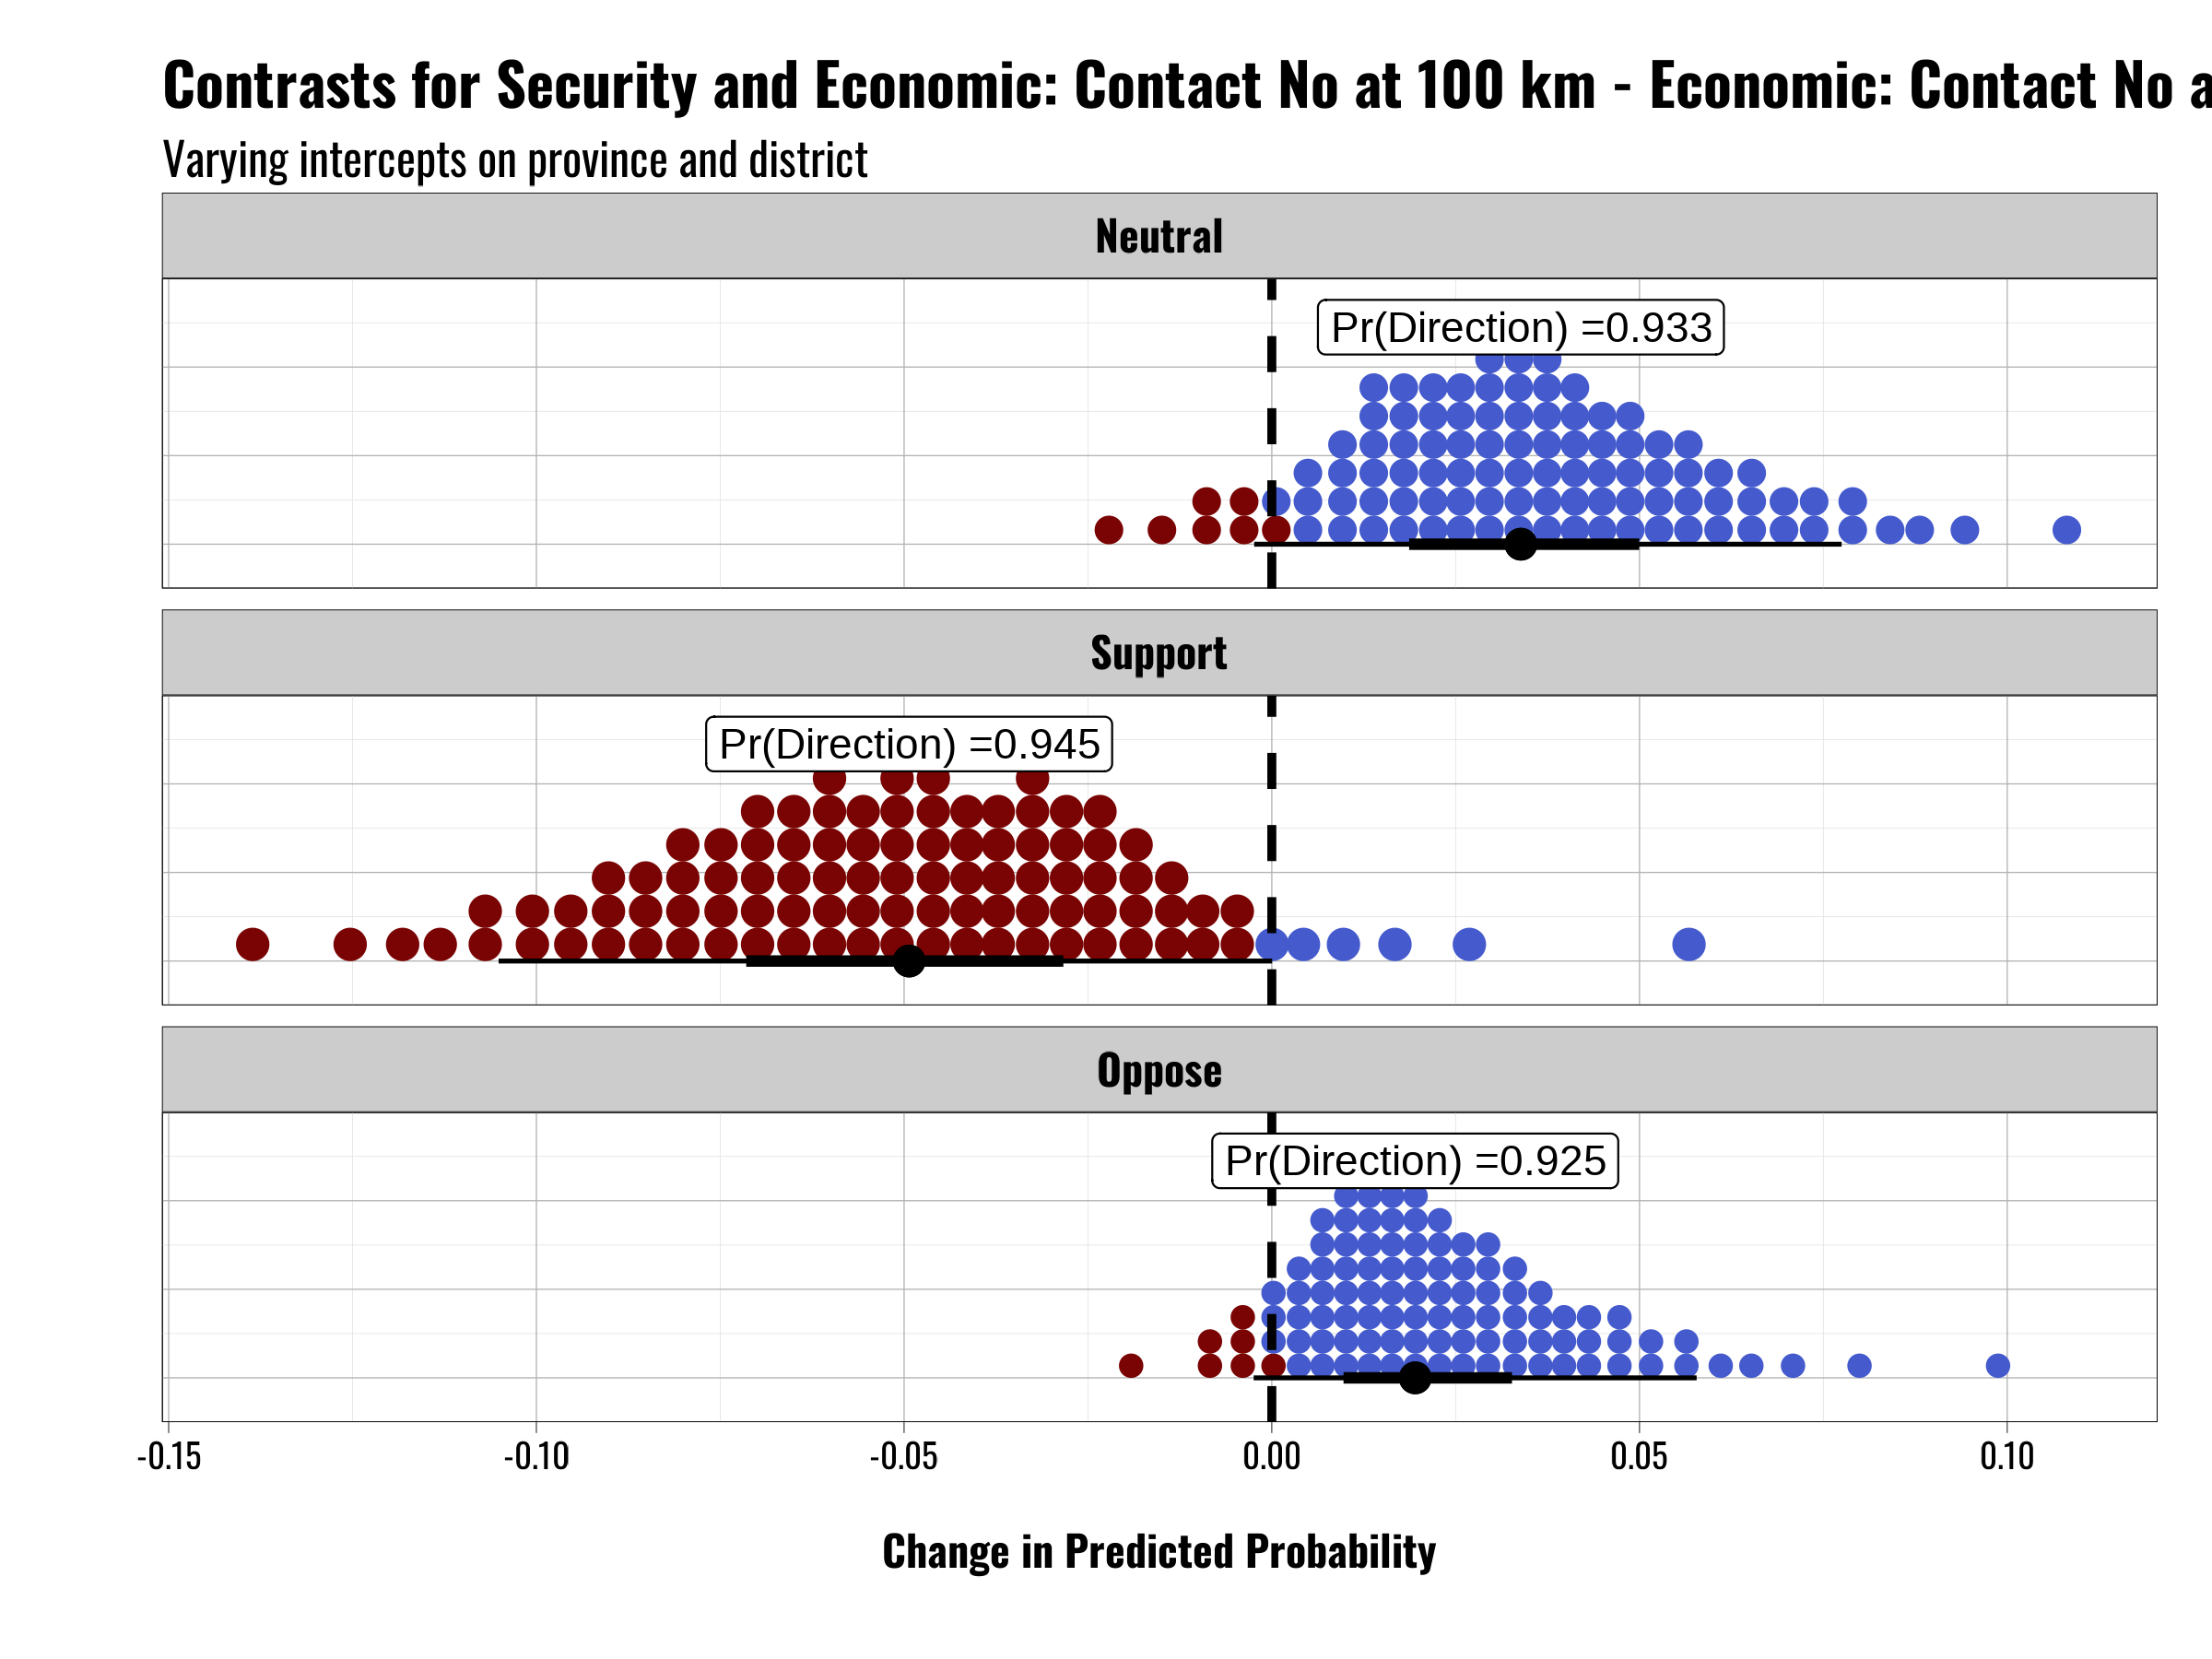 Contrasts for Security and Economic: Contact No at 100 km - Economic: Contact No a
Varying intercepts on province and district
Neutral
Pr(Direction) =0.933
Support
Pr(Direction) =0.945
Oppose
Pr(Direction) =0.925
-0.15 -0.10 -0.05 0.00 0.05 0.10
Change in Predicted Probability